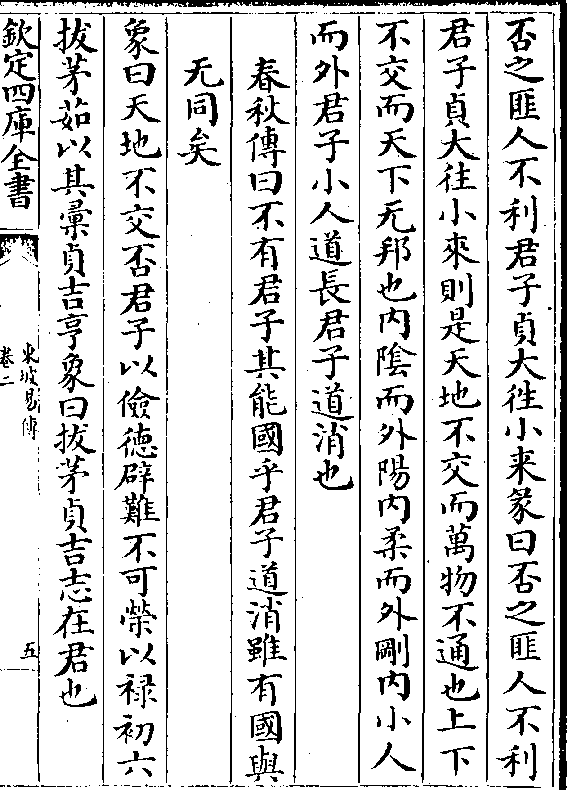 否之匪人不利君子貞大往小来彖曰否之匪人不利
君子貞大往小來則是天地不交而萬物不通也上下
不交而天下无邦也内陰而外陽内柔而外剛内小人
而外君子小人道長君子道消也
春秋傳曰不有君子其能國乎君子道消雖有國與
无同矣
象曰天地不交否君子以儉德辟難不可榮以禄初六
拔茅茹以其彚貞吉亨象曰拔茅貞吉志在君也
欽定四庫全書
東坡易傳
卷二
五